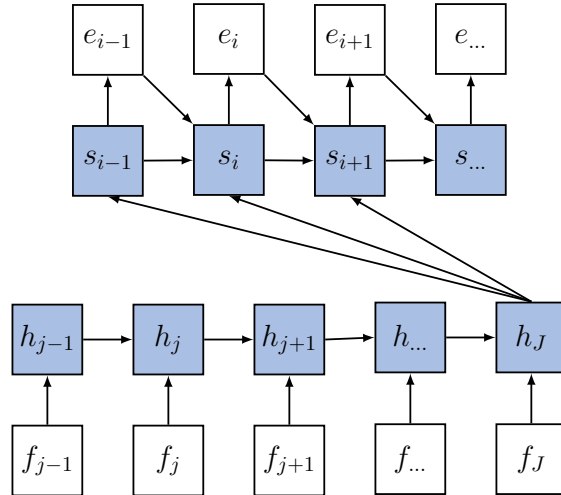 e_{i-1} e_i e_{i+1} e_{...}
s_{i-1} s_i s_{i+1} s_{...}
h_{j-1} h_j h_{j+1} h_{...} h_J
f_{j-1} f_j f_{j+1} f_{...} f_J